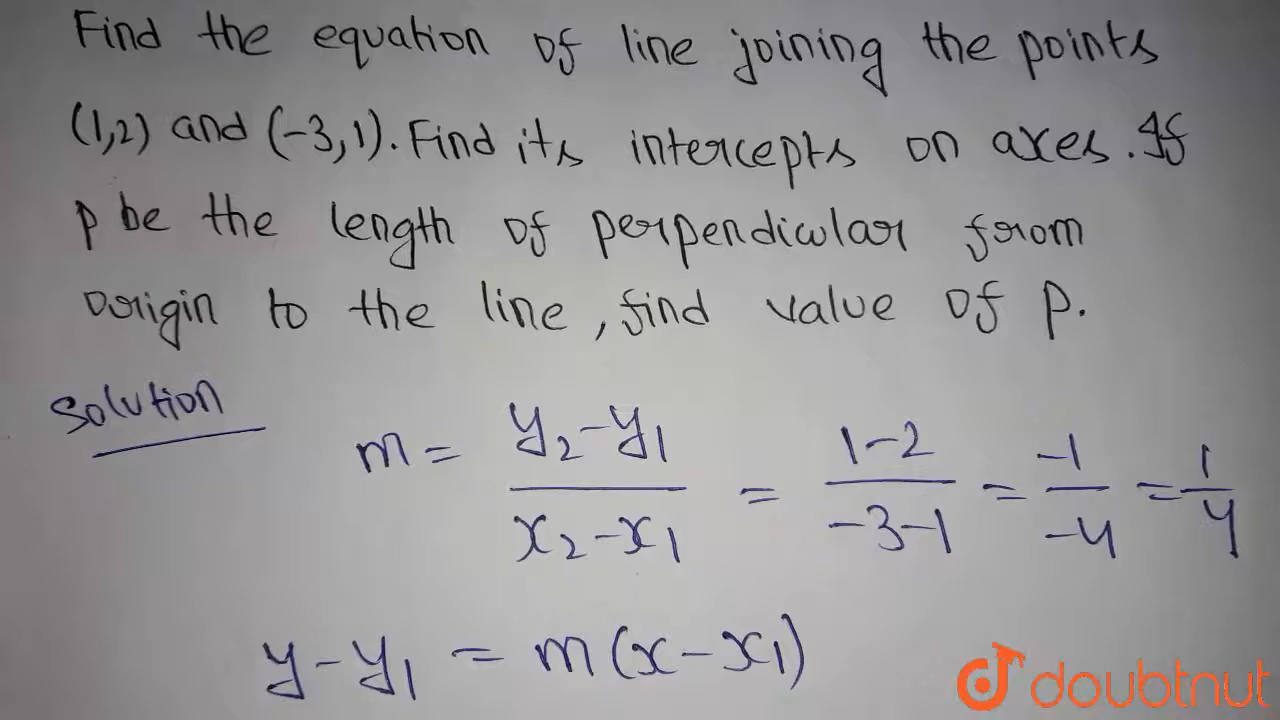 Find the equation of line joining the points
(1,2) and (-3,1). Find its intercepts on axes. If
p be the length of perpendicular from
origin to the line, find value of p.
Solution
m = y₂-y₁/x₂-x₁ = 1-2/-3-1 = -1/-4 = 1/4
y-y₁ = m(x-x₁)
doubtnut